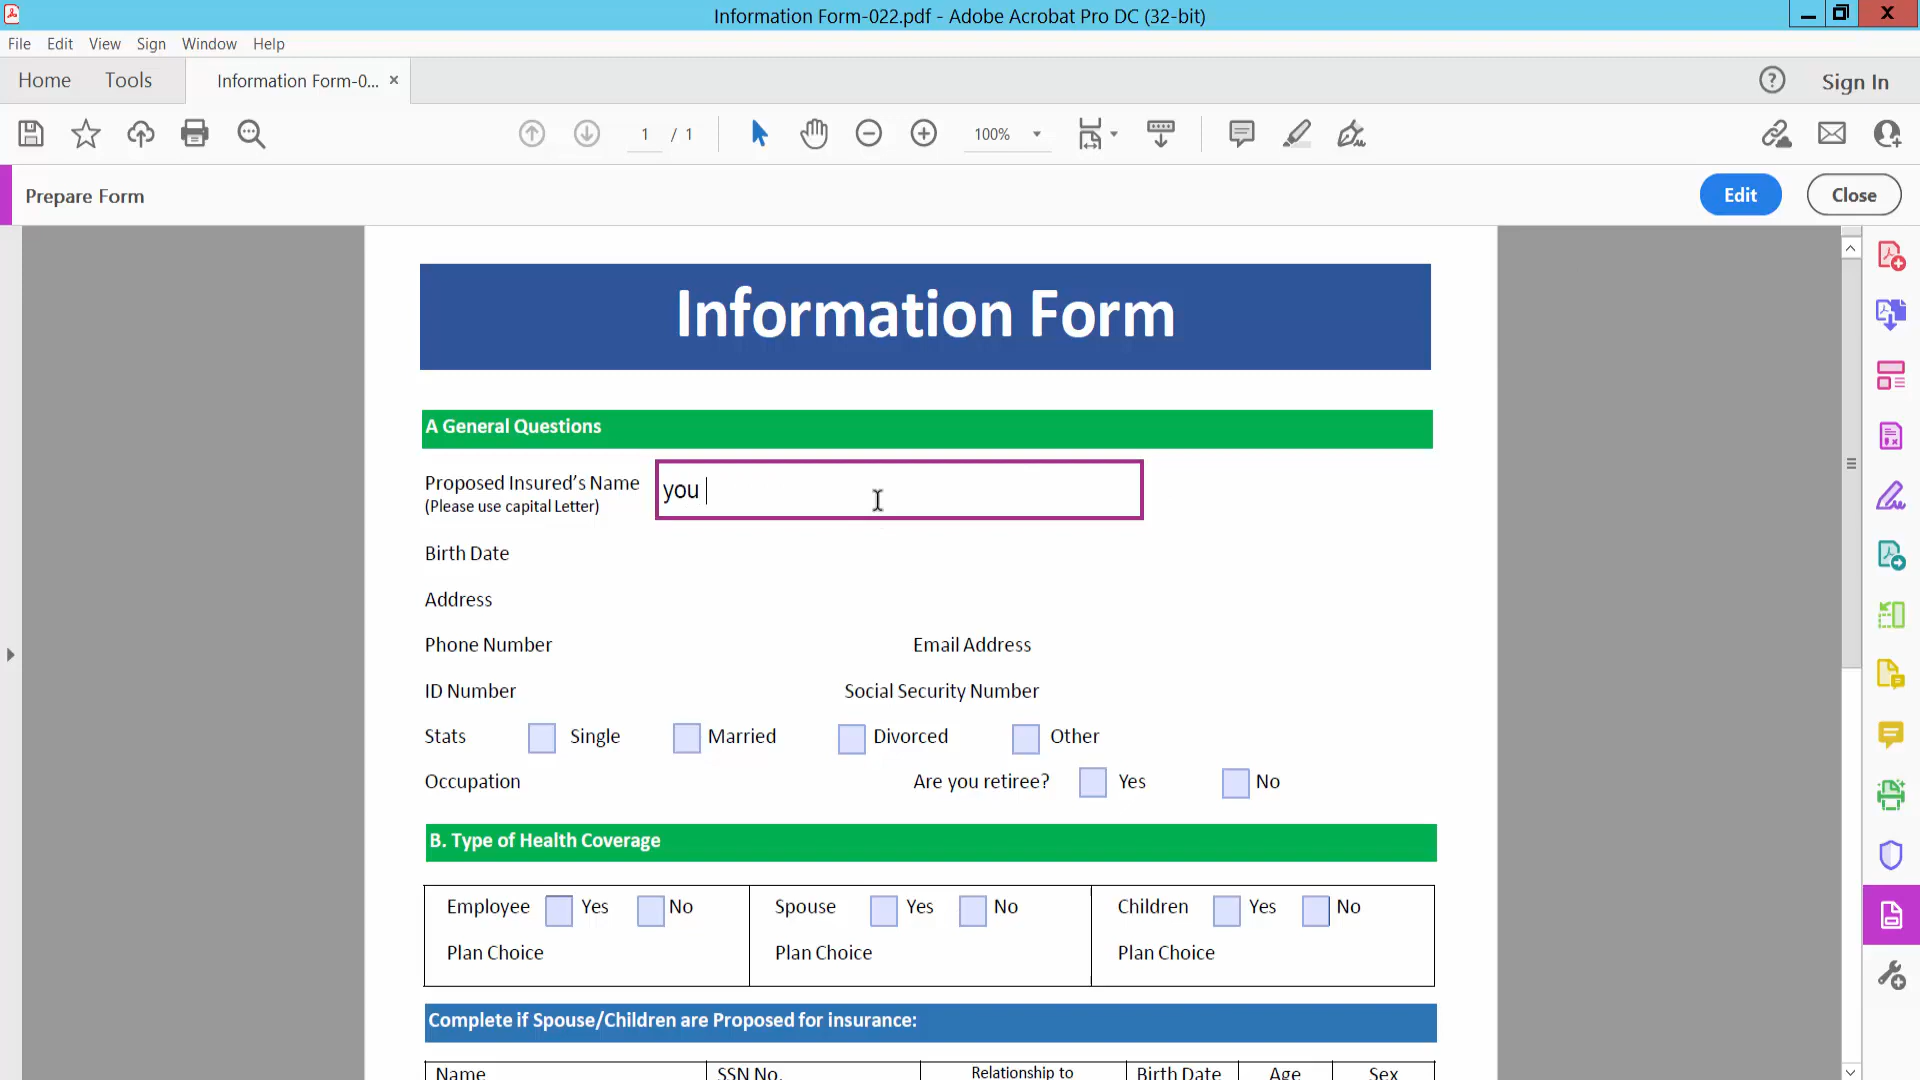 Information Form-022.pdf - Adobe Acrobat Pro DC (32-bit)
File Edit View Sign Window Help
Home Tools Information Form-0... × Sign In
1 / 1 100%
Prepare Form Edit Close
Information Form
A General Questions
Proposed Insured's Name you
(Please use capital Letter)
Birth Date
Address
Phone Number Email Address
ID Number Social Security Number
Stats Single Married Divorced Other
Occupation Are you retiree? Yes No
B. Type of Health Coverage
Employee Yes No Spouse Yes No Children Yes No
Plan Choice Plan Choice Plan Choice
Complete if Spouse/Children are Proposed for insurance:
Name SSN No. Relationship to Birth Date Age Sex